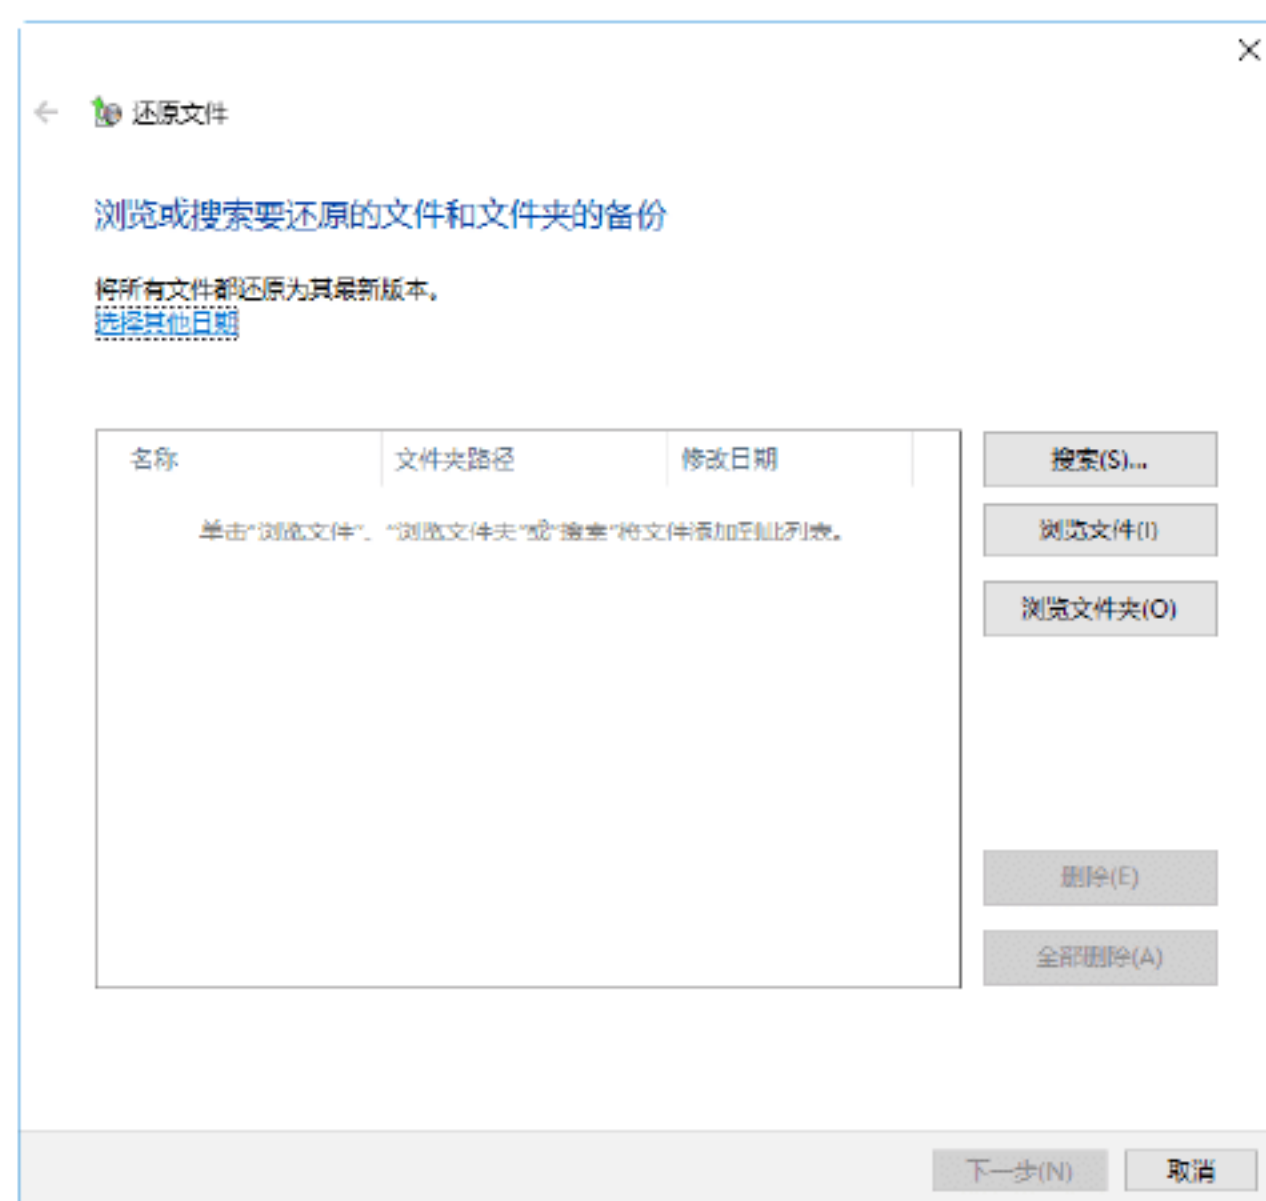 还原文件
浏览或搜索要还原的文件和文件夹的备份
将所有文件都还原为其最新版本。
选择其他日期
名称 文件夹路径 修改日期
单击"浏览文件"、"浏览文件夹"或"搜索"将文件添加到此列表。
搜索(S)...
浏览文件(I)
浏览文件夹(O)
删除(E)
全部删除(A)
下一步(N) 取消